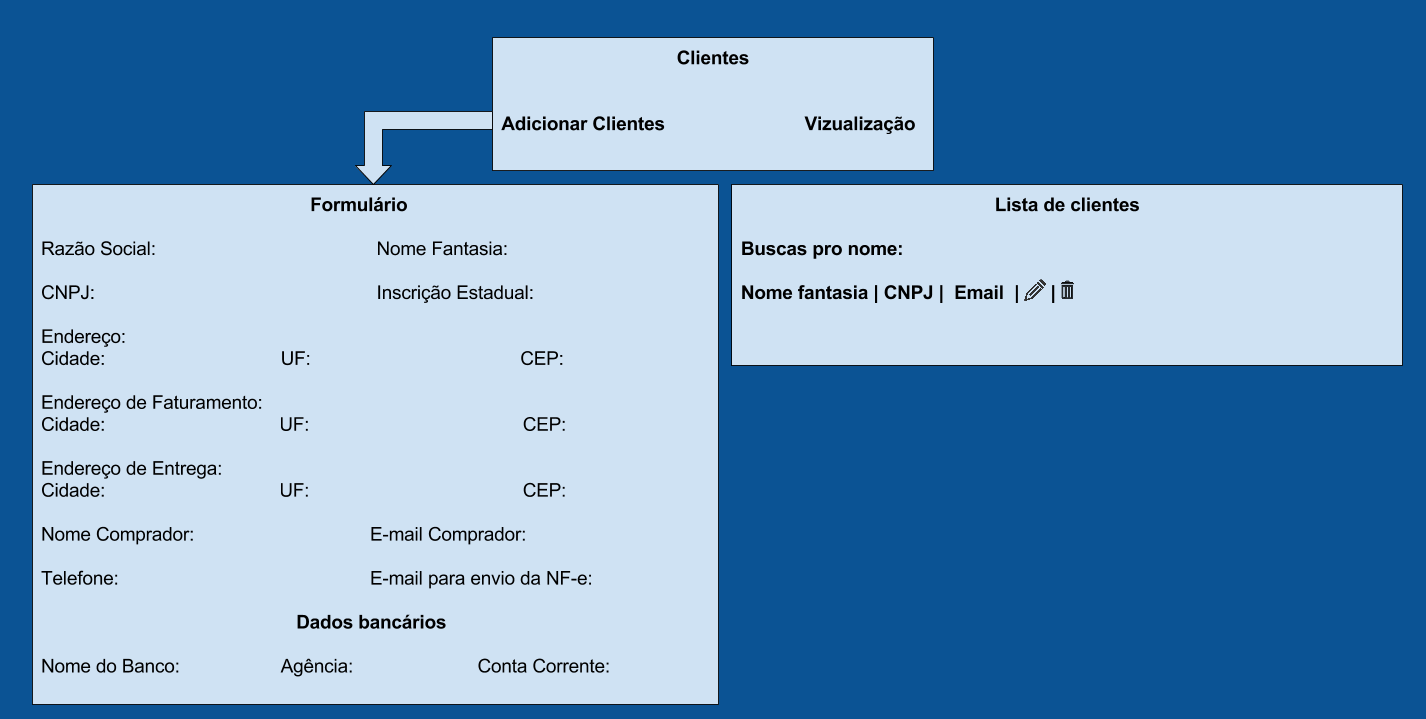 Clientes
Adicionar Clientes Vizualização
Formulário
Razão Social: Nome Fantasia:
CNPJ: Inscrição Estadual:
Endereço:
Cidade: UF: CEP:
Endereço de Faturamento:
Cidade: UF: CEP:
Endereço de Entrega:
Cidade: UF: CEP:
Nome Comprador: E-mail Comprador:
Telefone: E-mail para envio da NF-e:
Dados bancários
Nome do Banco: Agência: Conta Corrente:
Lista de clientes
Buscas pro nome:
Nome fantasia | CNPJ | Email | |